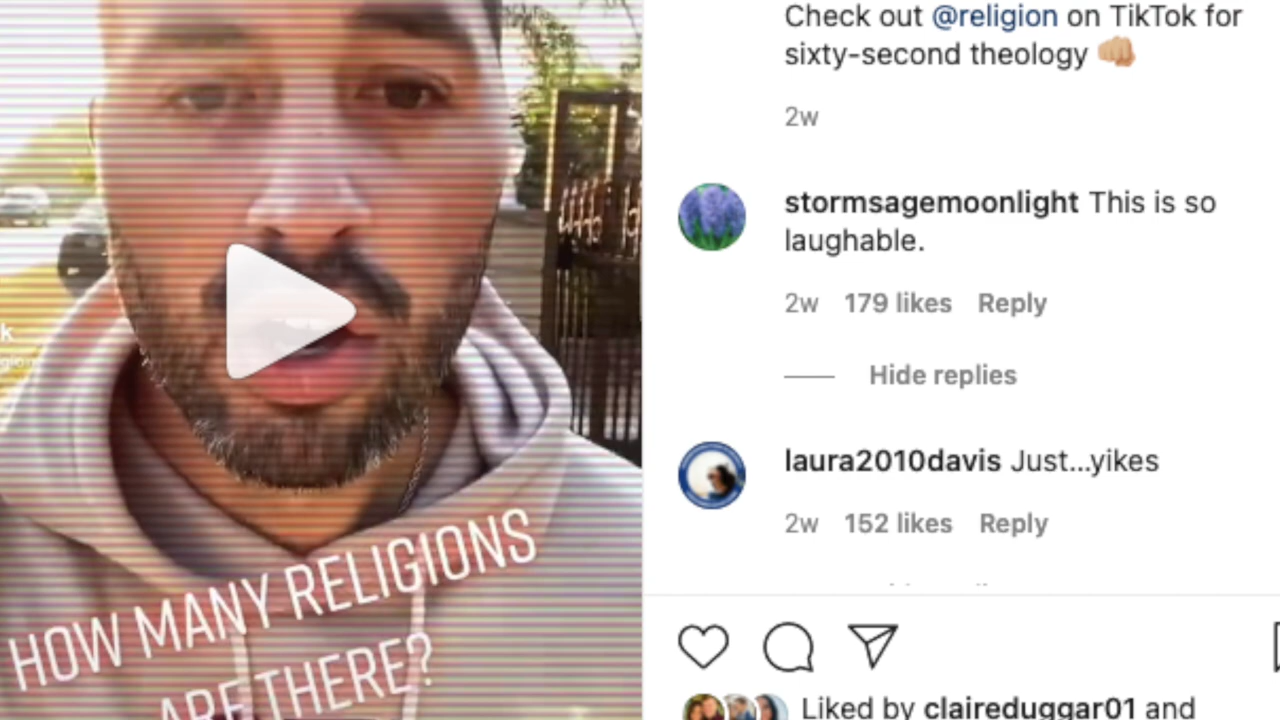 Check out @religion on TikTok for
sixty-second theology 👊🏼
2w
stormsagemoonlight This is so
laughable.
2w 179 likes Reply
Hide replies
laura2010davis Just...yikes
2w 152 likes Reply
Liked by claireduggar01 and
k
HOW MANY RELIGIONS
ARE THERE?